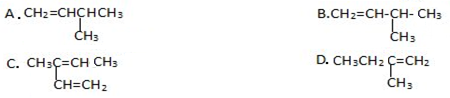 A. CH₂=CHCHCH₃ B.CH₂=CH-CH- CH₃
CH₃ CH₃
C. CH₃C=CH CH₃ D. CH₃CH₂ C=CH₂
CH=CH₂ CH₃